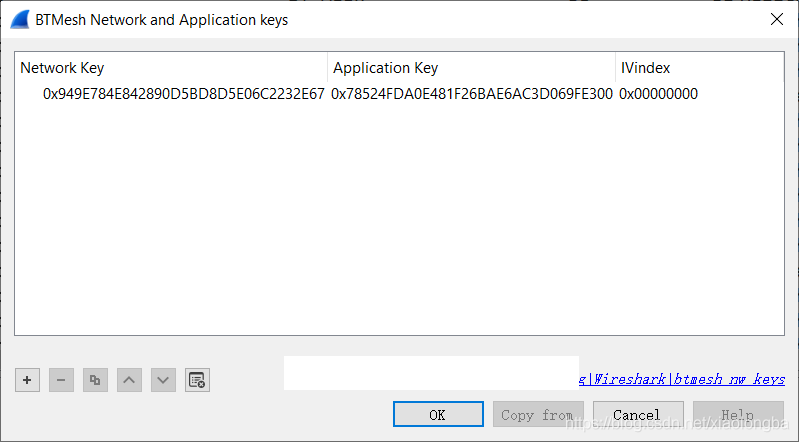 BTMesh Network and Application keys
Network Key Application Key IVindex
0x949E784E842890D5BD8D5E06C2232E67 0x78524FDA0E481F26BAE6AC3D069FE300 0x00000000
g|Wireshark|btmesh_nw_keys
OK Copy from Cancel Help
https://blog.csdn.net/xiaolongba